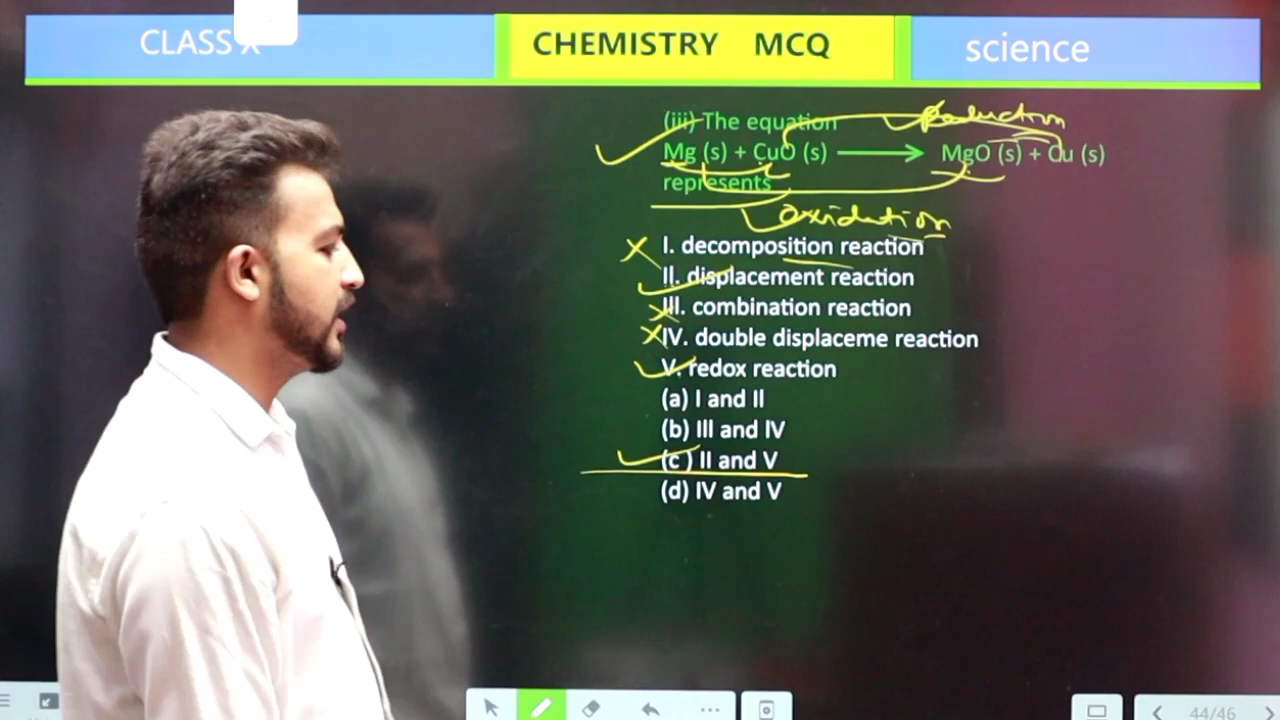 CLASS X
CHEMISTRY MCQ
science
(iii) The equation
Mg (s) + CuO (s) ⟶ MgO (s) + Cu (s)
represents
Reduction
oxidation
I. decomposition reaction
II. displacement reaction
III. combination reaction
IV. double displaceme reaction
V. redox reaction
(a) I and II
(b) III and IV
(c ) II and V
(d) IV and V
44/46